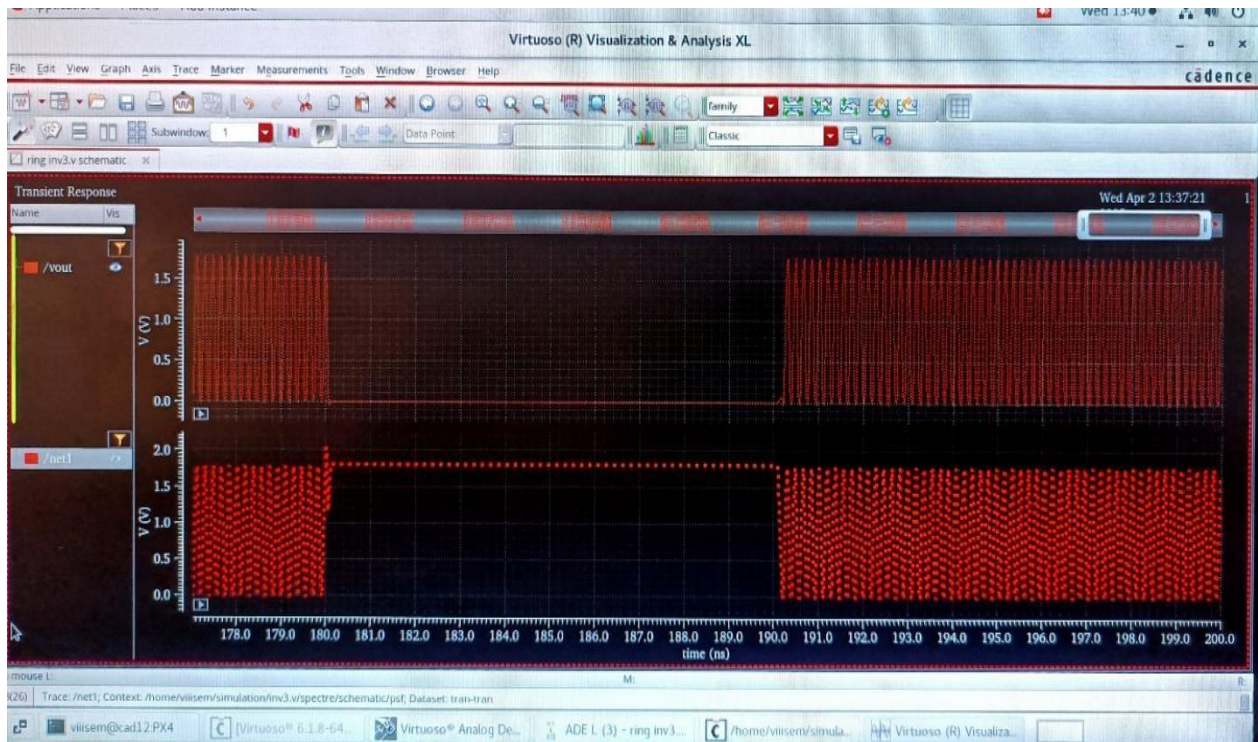 Wed 13:40
Virtuoso (R) Visualization & Analysis XL
File Edit View Graph Axis Trace Marker Measurements Tools Window Browser Help
cādence
family
Subwindow: 1
Data Point
Classic
ring inv3.v schematic
Transient Response
Wed Apr 2 13:37:21
1
Name Vis
/vout
1.5
1.0
0.5
0.0
V (V)
/net1
2.0
1.5
1.0
0.5
0.0
V (V)
178.0 179.0 180.0 181.0 182.0 183.0 184.0 185.0 186.0 187.0 188.0 189.0 190.0 191.0 192.0 193.0 194.0 195.0 196.0 197.0 198.0 199.0 200.0
time (ns)
mouse L: M: R:
(26) Trace: /net1; Context: /home/viiisem/simulation/inv3.v/spectre/schematic/psf; Dataset: tran-tran
viiisem@cad12:PX4 [Virtuoso® 6.1.8-64... Virtuoso® Analog De... ADE L (3) - ring inv3... /home/viiisem/simula... Virtuoso (R) Visualiza...